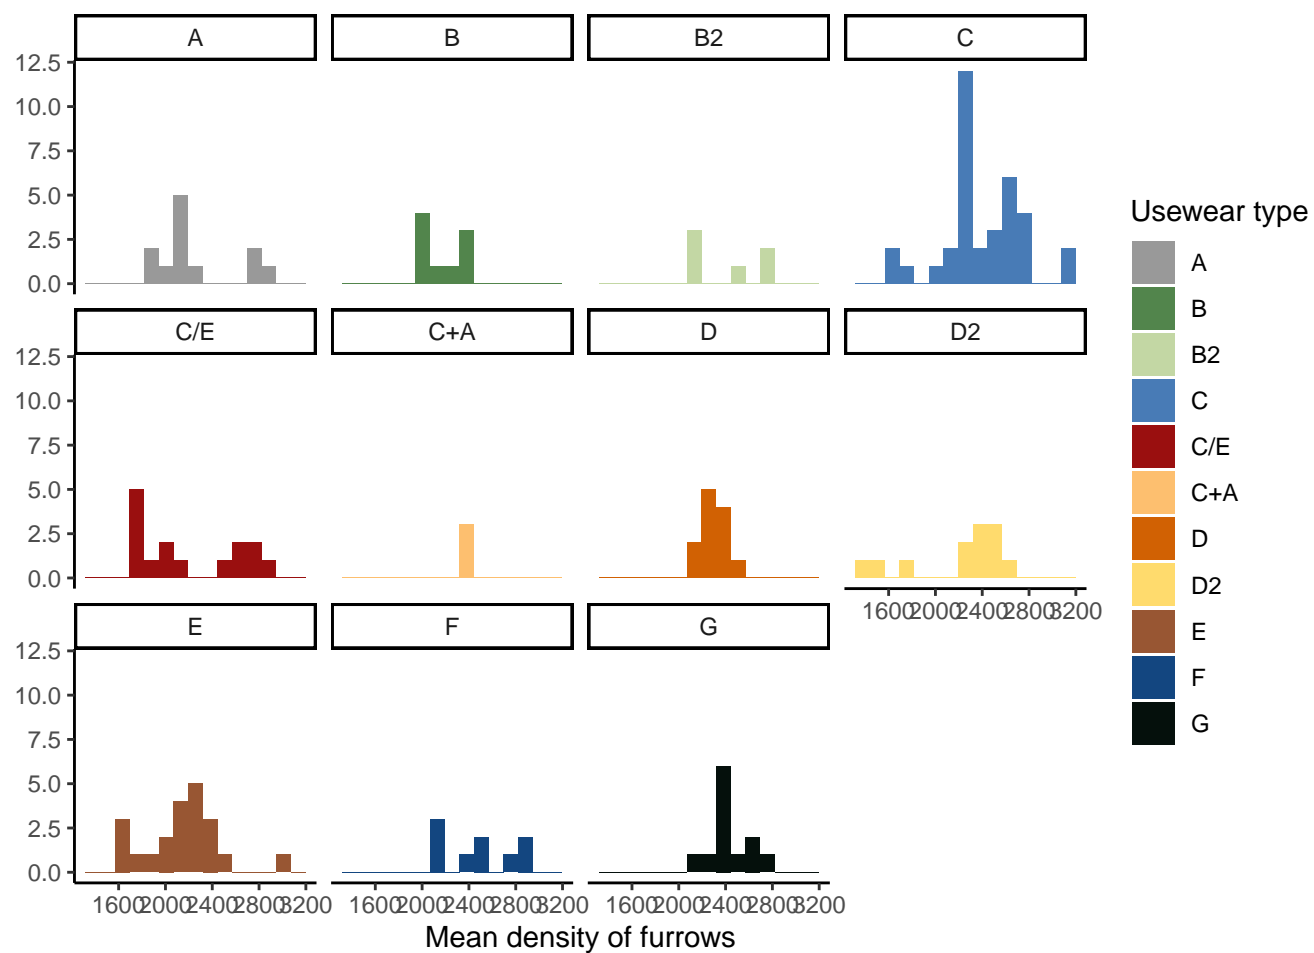 A B B2 C
12.5
10.0
7.5
5.0
2.5
0.0
Usewear type
A
B
B2
C
C/E
C+A
D
D2
E
F
G
C/E C+A D D2
12.5
10.0
7.5
5.0
2.5
0.0
1600 2000 2400 2800 3200
E F G
12.5
10.0
7.5
5.0
2.5
0.0
1600 2000 2400 2800 3200 1600 2000 2400 2800 3200 1600 2000 2400 2800 3200
Mean density of furrows